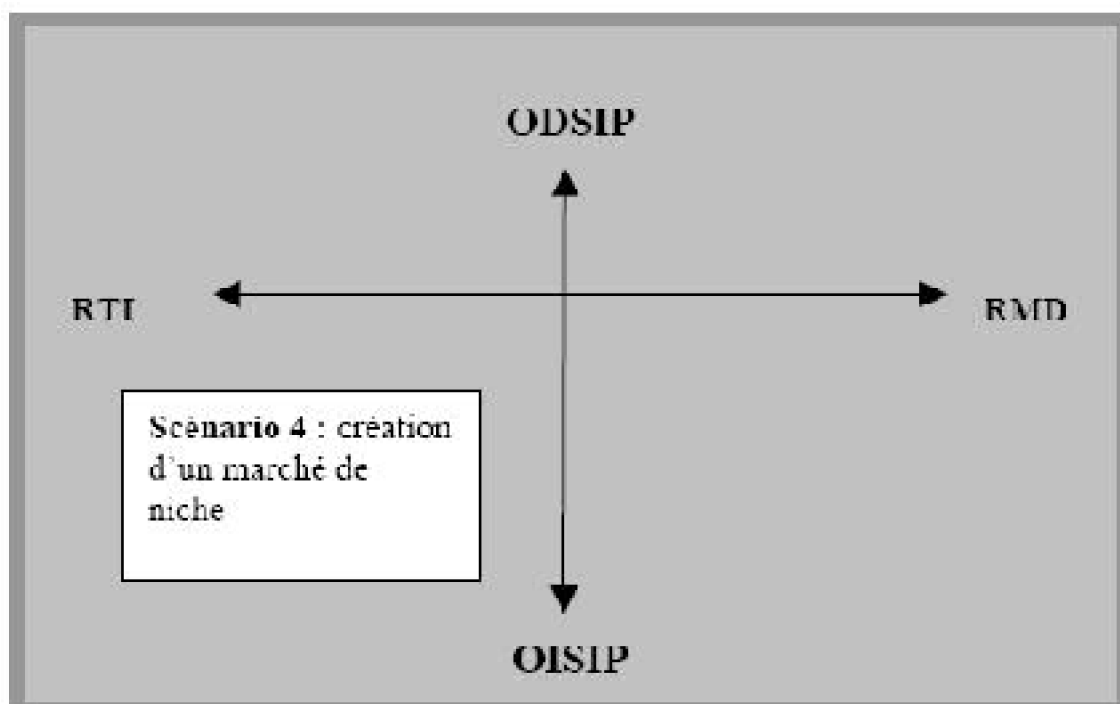 ODSIP
RTI
RMD
Scénario 4 : création
d'un marché de
niche
OISIP